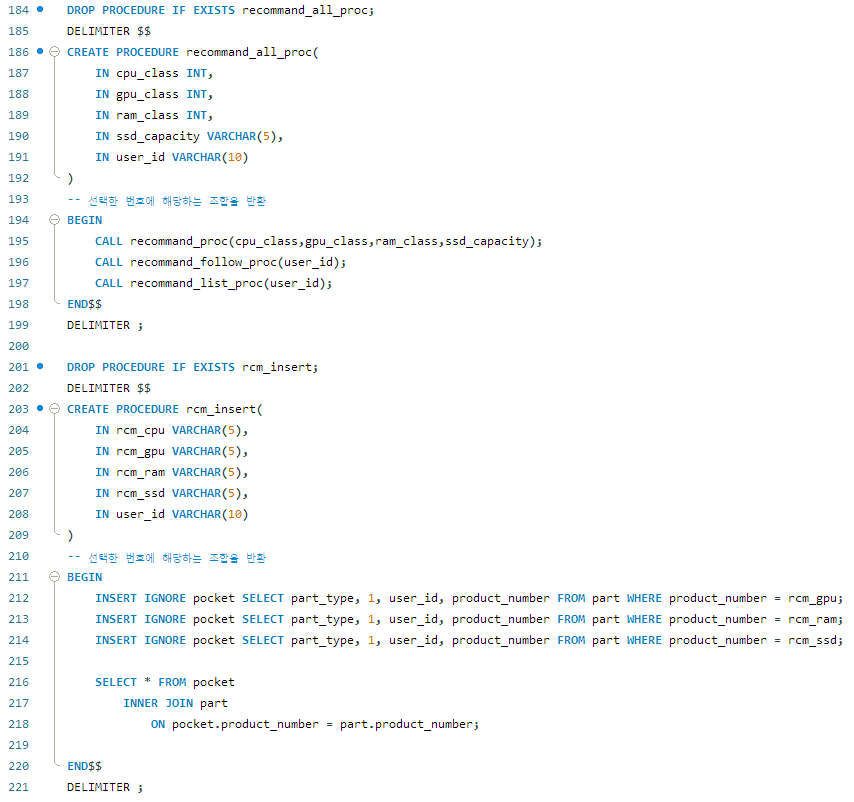 184 DROP PROCEDURE IF EXISTS recommand_all_proc;
185 DELIMITER $$
186 CREATE PROCEDURE recommand_all_proc(
187 IN cpu_class INT,
188 IN gpu_class INT,
189 IN ram_class INT,
190 IN ssd_capacity VARCHAR(5),
191 IN user_id VARCHAR(10)
192 )
193 -- 선택한 번호에 해당하는 조합을 반환
194 BEGIN
195 CALL recommand_proc(cpu_class,gpu_class,ram_class,ssd_capacity);
196 CALL recommand_follow_proc(user_id);
197 CALL recommand_list_proc(user_id);
198 END$$
199 DELIMITER ;
200
201 DROP PROCEDURE IF EXISTS rcm_insert;
202 DELIMITER $$
203 CREATE PROCEDURE rcm_insert(
204 IN rcm_cpu VARCHAR(5),
205 IN rcm_gpu VARCHAR(5),
206 IN rcm_ram VARCHAR(5),
207 IN rcm_ssd VARCHAR(5),
208 IN user_id VARCHAR(10)
209 )
210 -- 선택한 번호에 해당하는 조합을 반환
211 BEGIN
212 INSERT IGNORE pocket SELECT part_type, 1, user_id, product_number FROM part WHERE product_number = rcm_gpu;
213 INSERT IGNORE pocket SELECT part_type, 1, user_id, product_number FROM part WHERE product_number = rcm_ram;
214 INSERT IGNORE pocket SELECT part_type, 1, user_id, product_number FROM part WHERE product_number = rcm_ssd;
215
216 SELECT * FROM pocket
217 INNER JOIN part
218 ON pocket.product_number = part.product_number;
219
220 END$$
221 DELIMITER ;